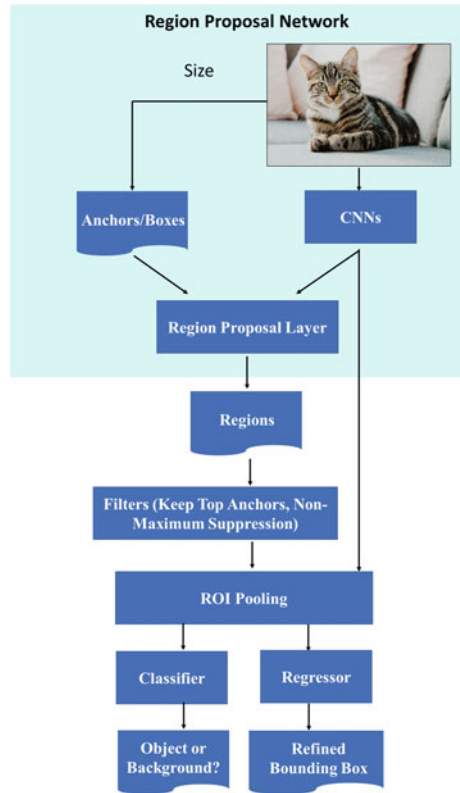 Region Proposal Network
Size
Anchors/Boxes
CNNs
Region Proposal Layer
Regions
Filters (Keep Top Anchors, Non-
Maximum Suppression)
ROI Pooling
Classifier
Regressor
Object or
Background?
Refined
Bounding Box